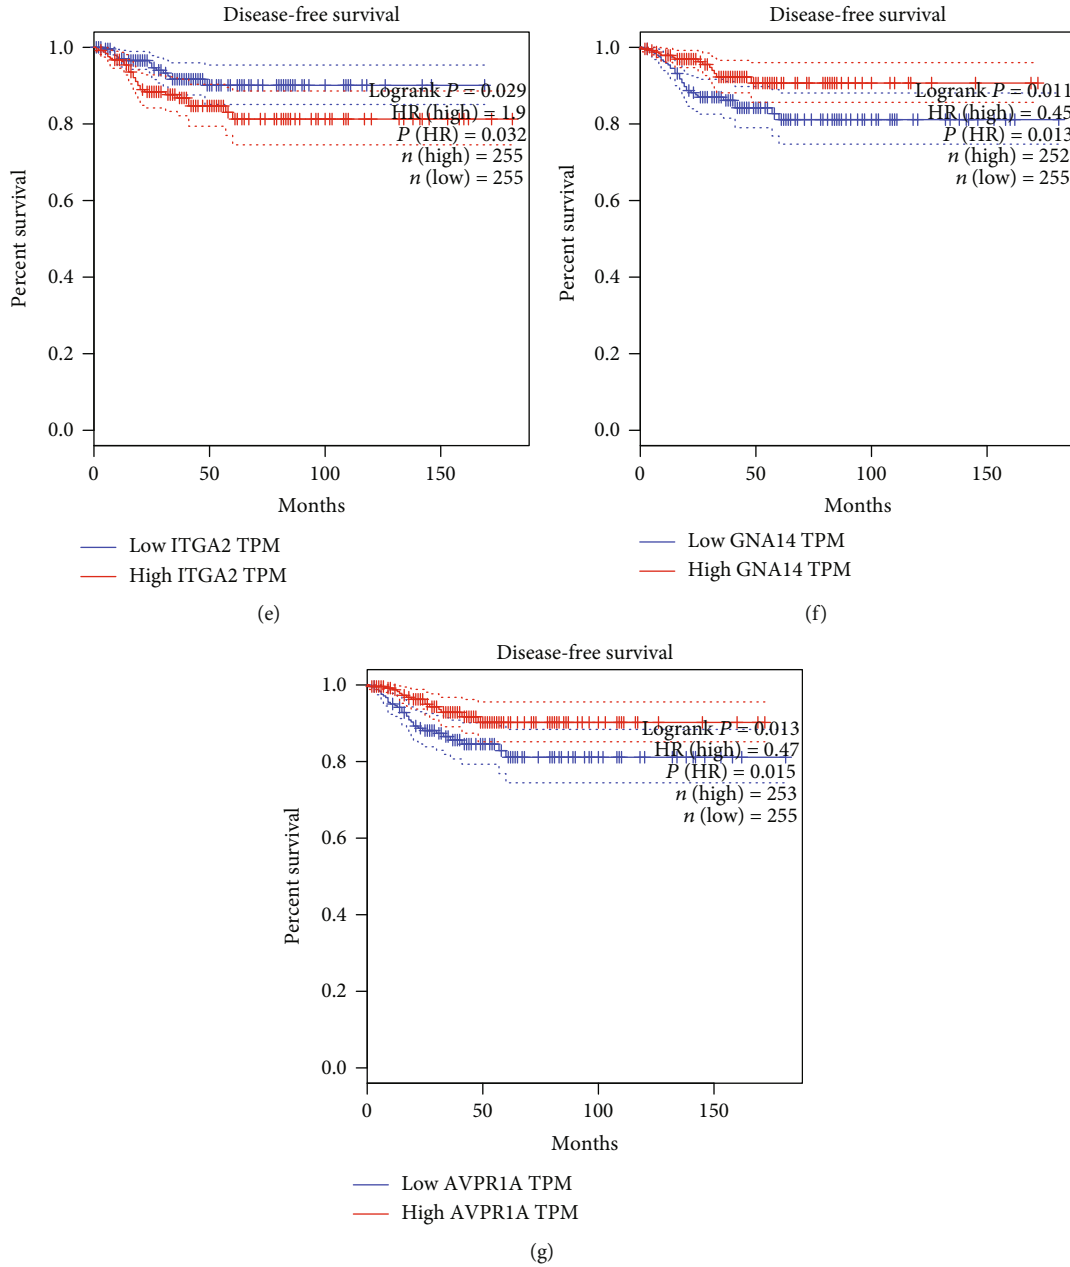 Disease-free survival
1.0
0.8
0.6
0.4
0.2
0.0
Percent survival
Logrank P = 0.029
HR (high) = 1.9
P (HR) = 0.032
n (high) = 255
n (low) = 255
0 50 100 150
Months
Low ITGA2 TPM
High ITGA2 TPM
(e)
Disease-free survival
1.0
0.8
0.6
0.4
0.2
0.0
Percent survival
Logrank P = 0.011
HR (high) = 0.45
P (HR) = 0.013
n (high) = 252
n (low) = 255
0 50 100 150
Months
Low GNA14 TPM
High GNA14 TPM
(f)
Disease-free survival
1.0
0.8
0.6
0.4
0.2
0.0
Percent survival
Logrank P = 0.013
HR (high) = 0.47
P (HR) = 0.015
n (high) = 253
n (low) = 255
0 50 100 150
Months
Low AVPR1A TPM
High AVPR1A TPM
(g)